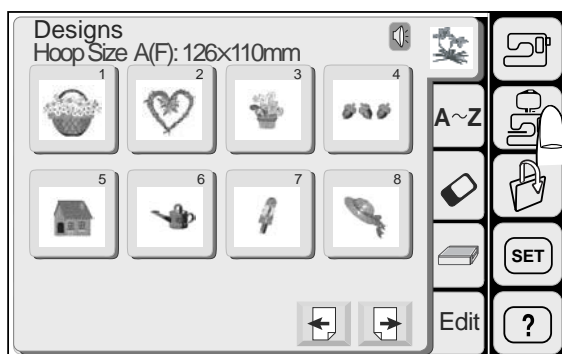 Designs
Hoop Size A(F): 126×110mm
1 2 3 4
5 6 7 8
A~Z
SET
Edit
?